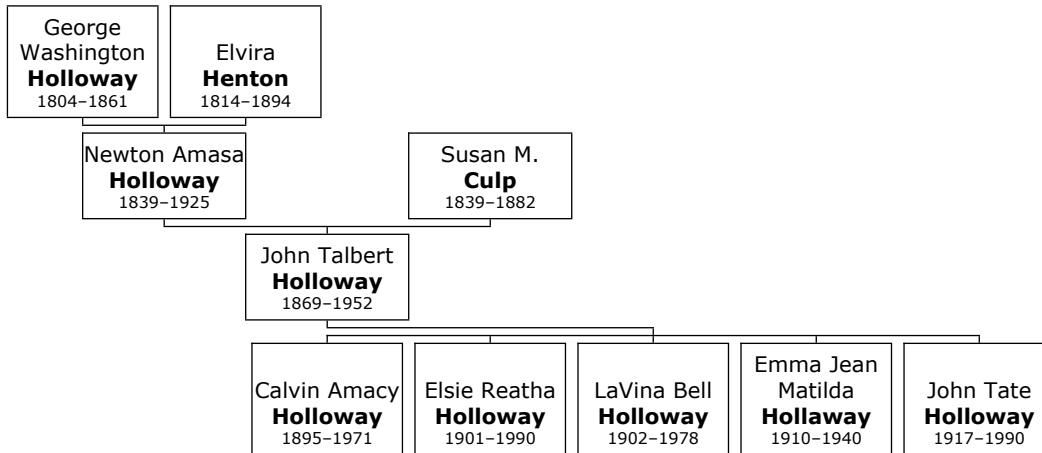 George
Washington
Holloway
1804–1861
Elvira
Henton
1814–1894
Newton Amasa
Holloway
1839–1925
Susan M.
Culp
1839–1882
John Talbert
Holloway
1869–1952
Calvin Amacy
Holloway
1895–1971
Elsie Reatha
Holloway
1901–1990
LaVina Bell
Holloway
1902–1978
Emma Jean
Matilda
Hollaway
1910–1940
John Tate
Holloway
1917–1990